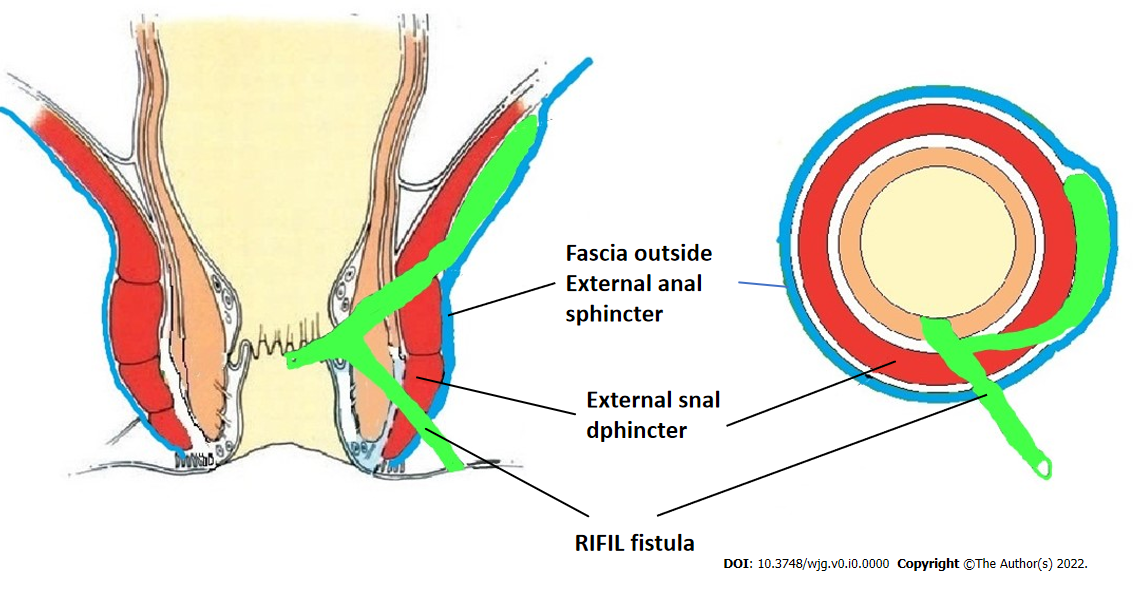 Fascia outside
External anal
sphincter
External snal
dphincter
RIFIL fistula
DOI: 10.3748/wjg.v0.i0.0000 Copyright ©The Author(s) 2022.